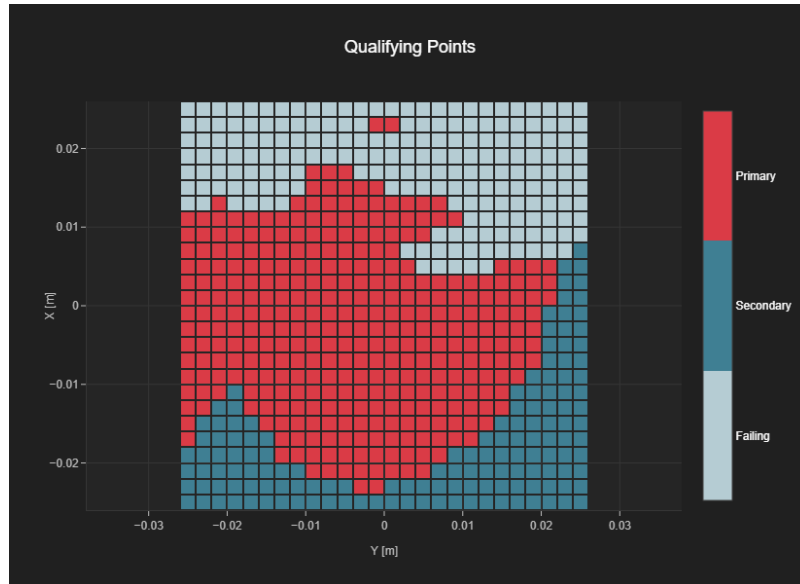 Qualifying Points
Primary
Secondary
Failing
X [m]
0.02
0.01
0
−0.01
−0.02
−0.03
−0.02
−0.01
0
0.01
0.02
0.03
Y [m]